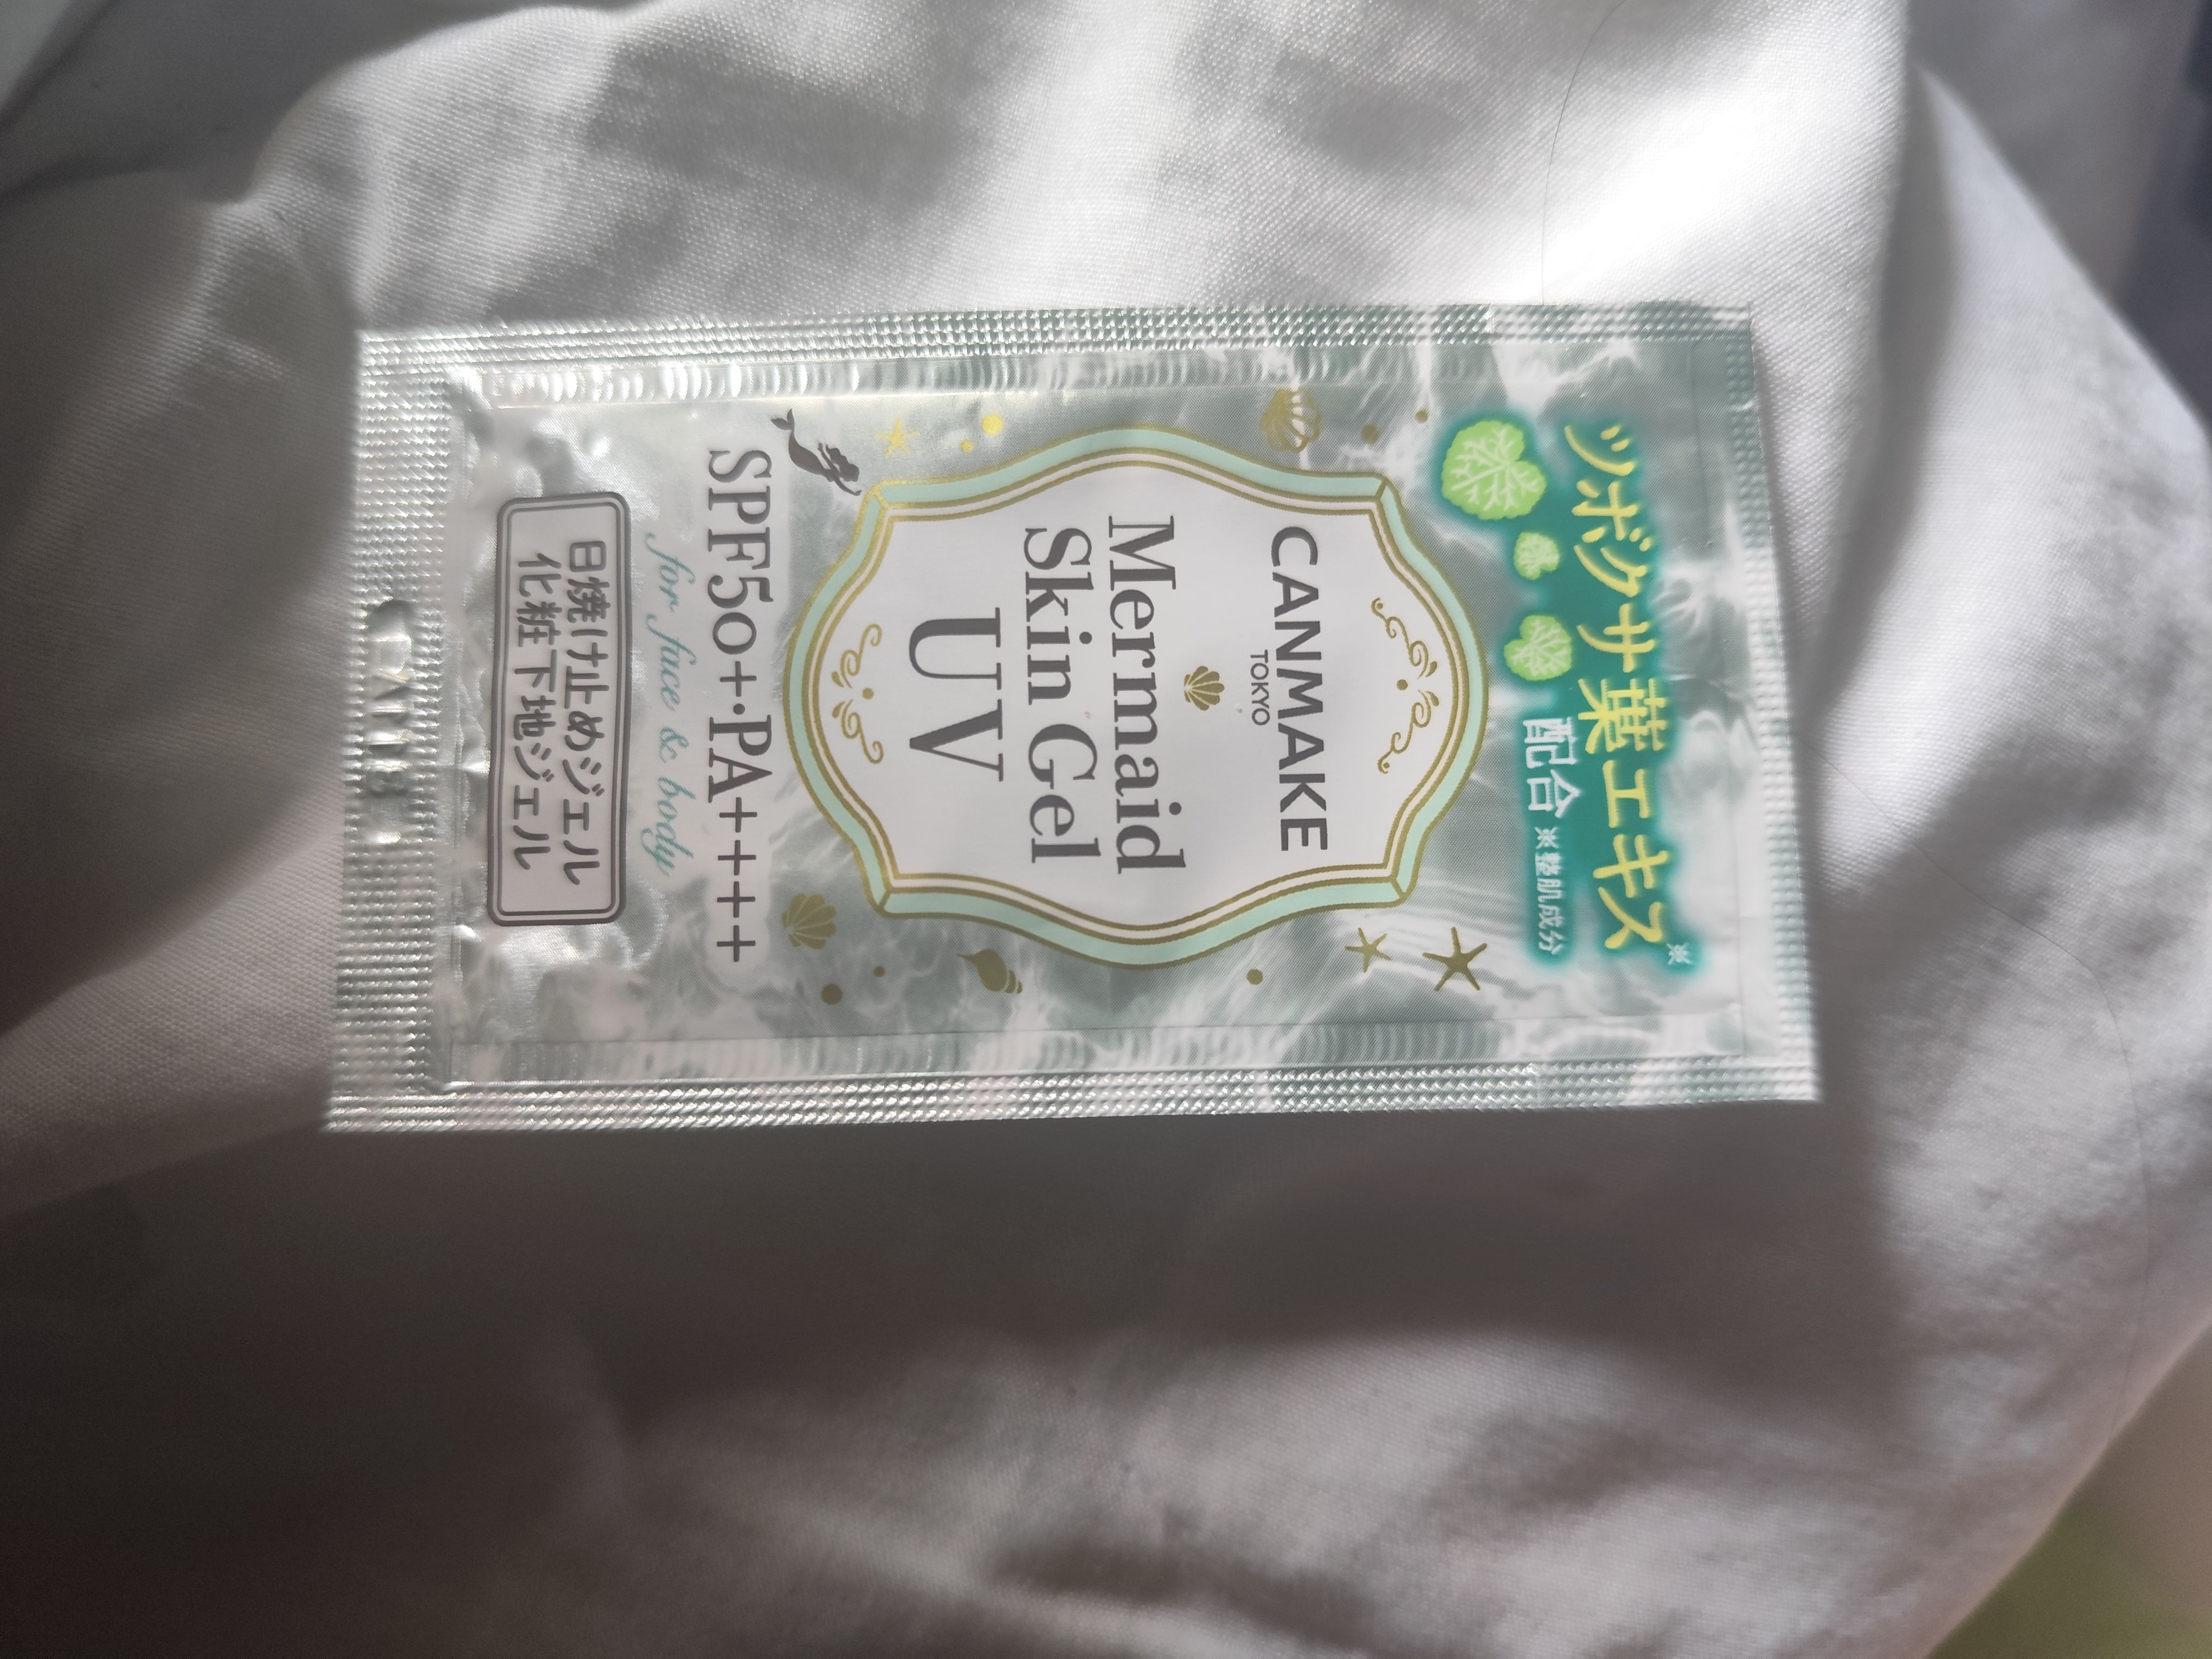 ツボクサ葉エキス※
配合 ※整肌成分
CANMAKE
TOKYO
Mermaid
Skin Gel
UV
SPF50+・PA++++
for face & body
日焼け止めジェル
化粧下地ジェル